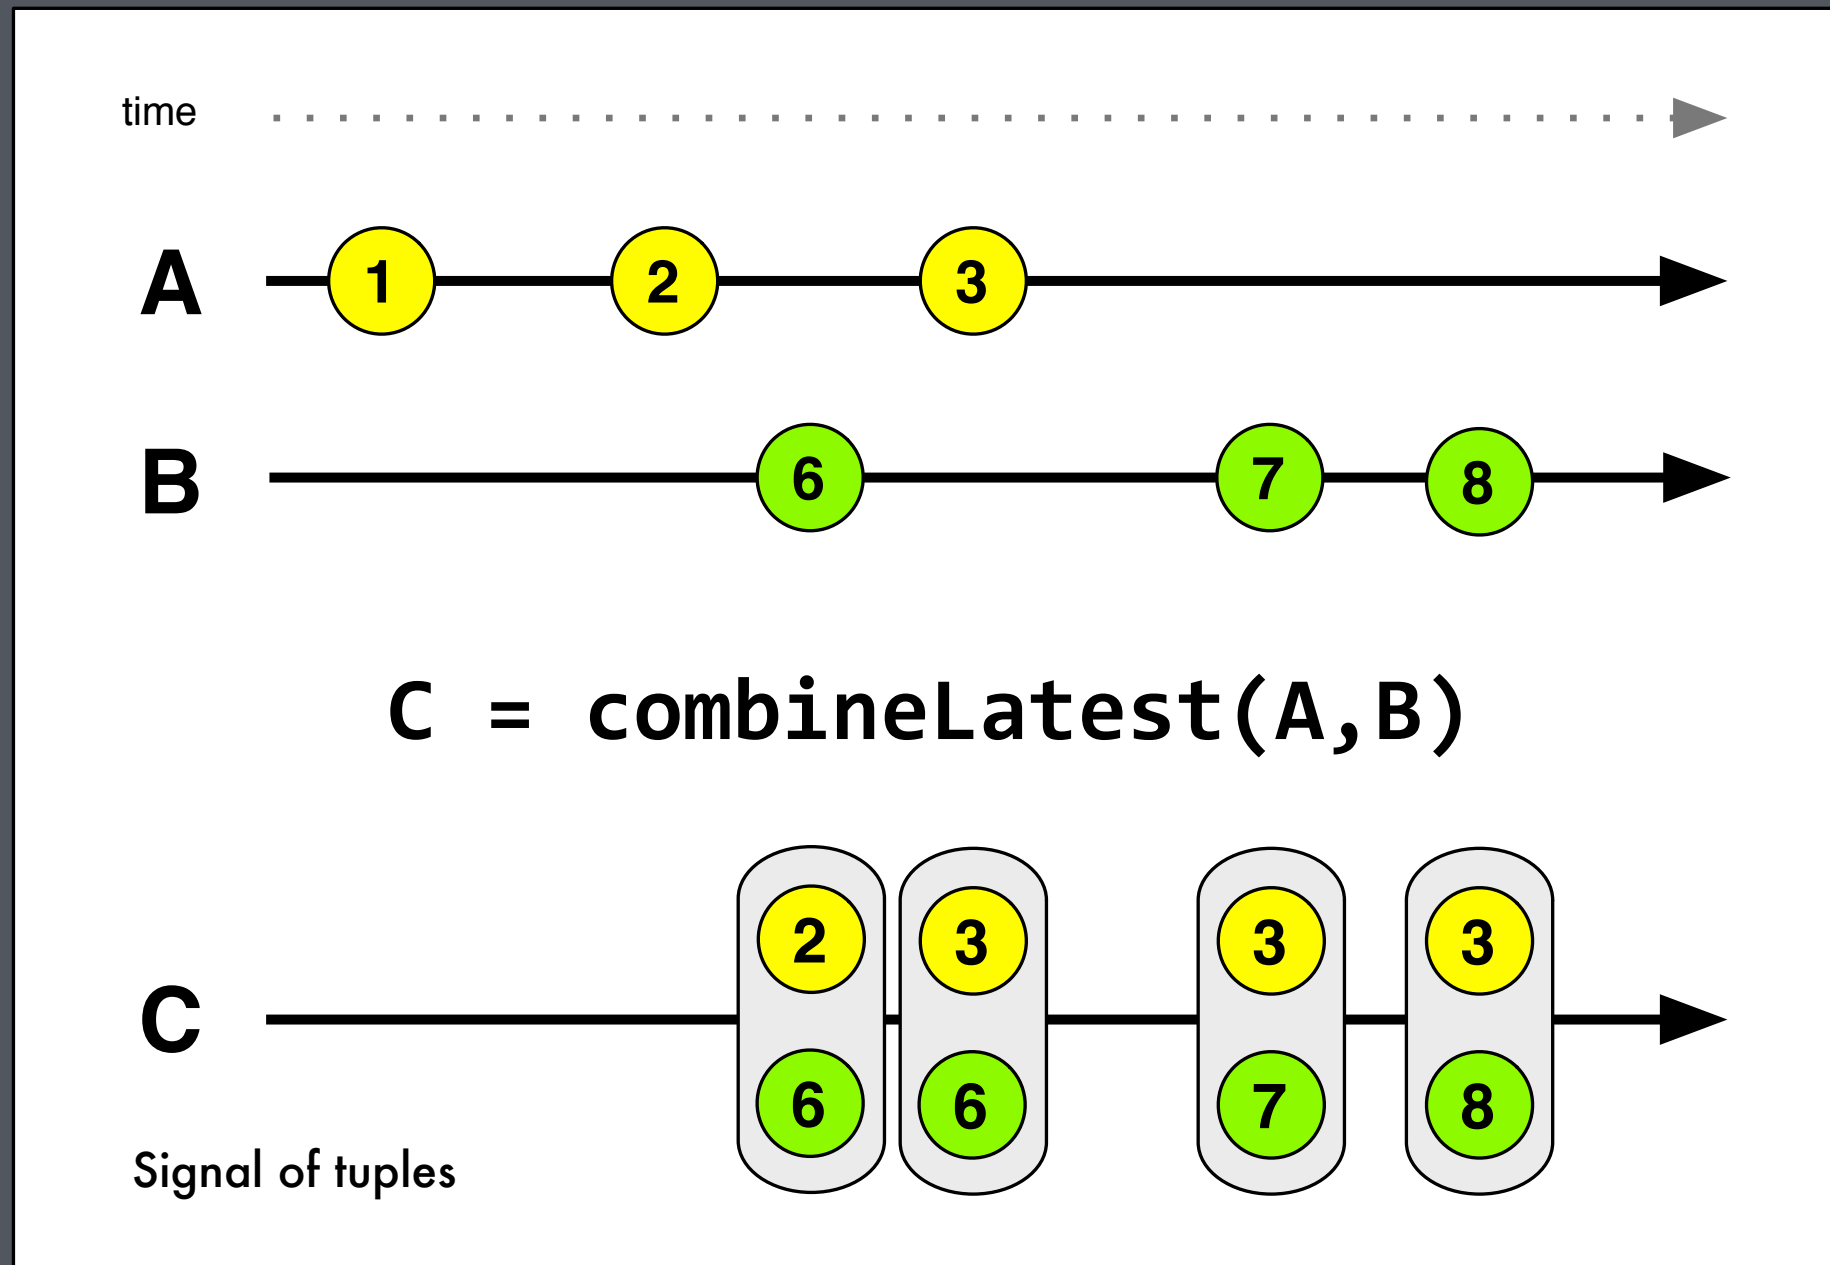 time
A 1 2 3
B 6 7 8
C = combineLatest(A,B)
2 3 3 3
C
6 6 7 8
Signal of tuples